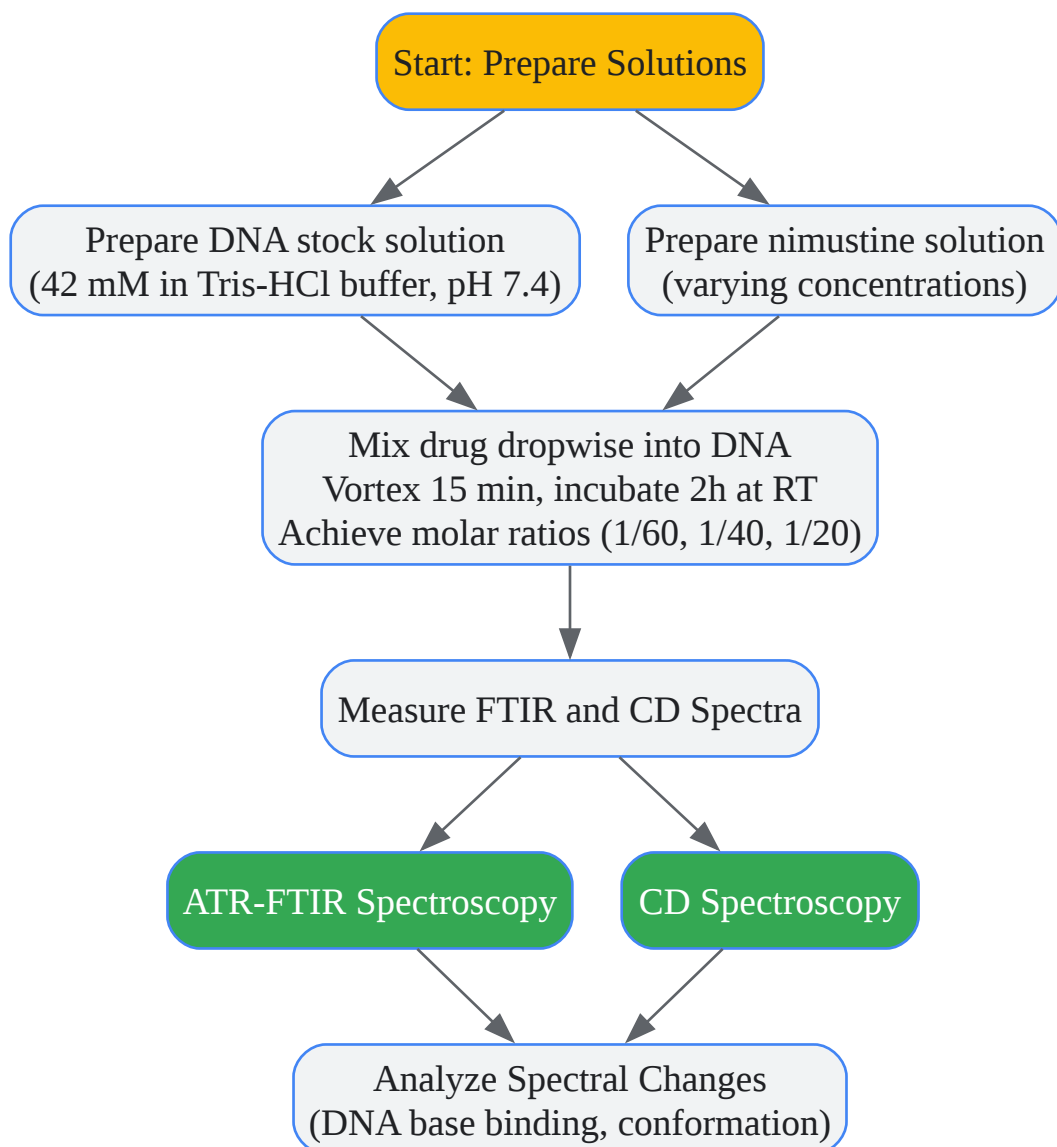 Start: Prepare Solutions
Prepare DNA stock solution
(42 mM in Tris-HCl buffer, pH 7.4)
Prepare nimustine solution
(varying concentrations)
Mix drug dropwise into DNA
Vortex 15 min, incubate 2h at RT
Achieve molar ratios (1/60, 1/40, 1/20)
Measure FTIR and CD Spectra
ATR-FTIR Spectroscopy
CD Spectroscopy
Analyze Spectral Changes
(DNA base binding, conformation)